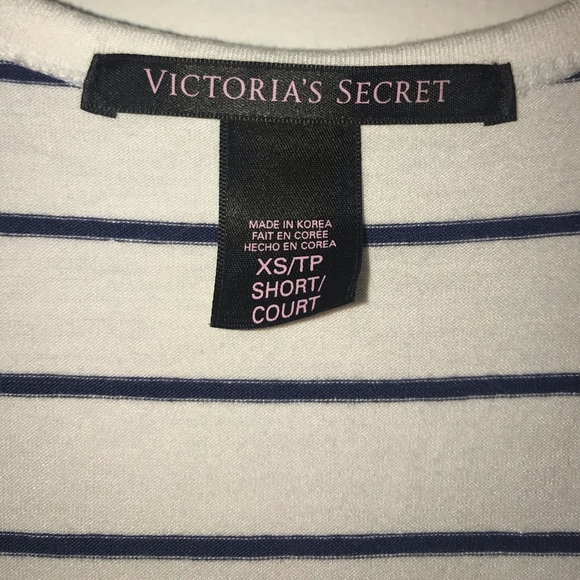 VICTORIA'S SECRET
MADE IN KOREA
FAIT EN CORÉE
HECHO EN COREA
XS/TP
SHORT/
COURT